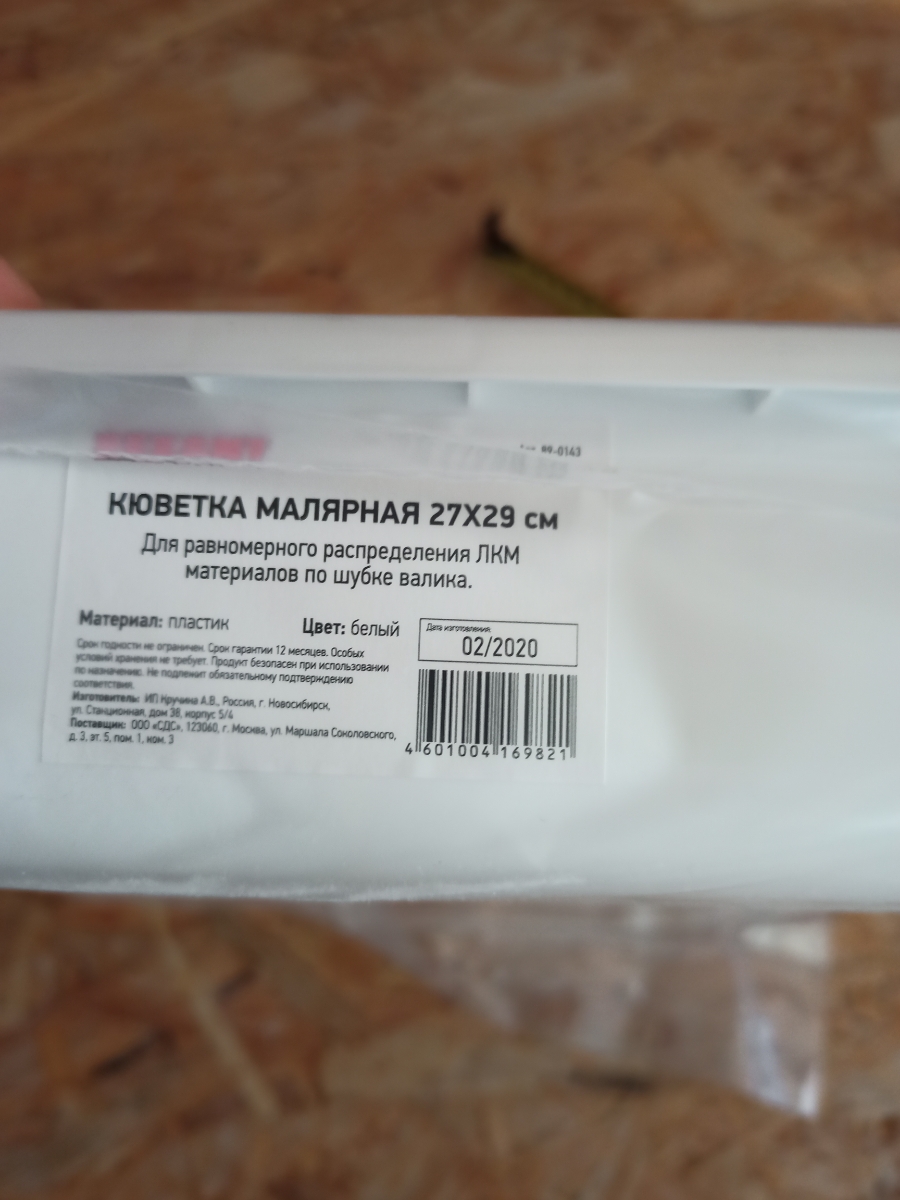 89-0143
КЮВЕТКА МАЛЯРНАЯ 27X29 см
Для равномерного распределения ЛКМ
материалов по шубке валика.
Материал: пластик
Цвет: белый
Срок годности не ограничен. Срок гарантии 12 месяцев. Особых
условий хранения не требует. Продукт безопасен при использовании
по назначению. Не подлежит обязательному подтверждению
соответствия.
Изготовитель: ИП Кручина А.В., Россия, г. Новосибирск,
ул. Станционная, дом 38, корпус 5/4
Поставщик: ООО «СДС», 123060, г. Москва, ул. Маршала Соколовского,
д. 3, эт. 5, пом. 1, ком. 3
Дата изготовления:
02/2020
4 601004 169821